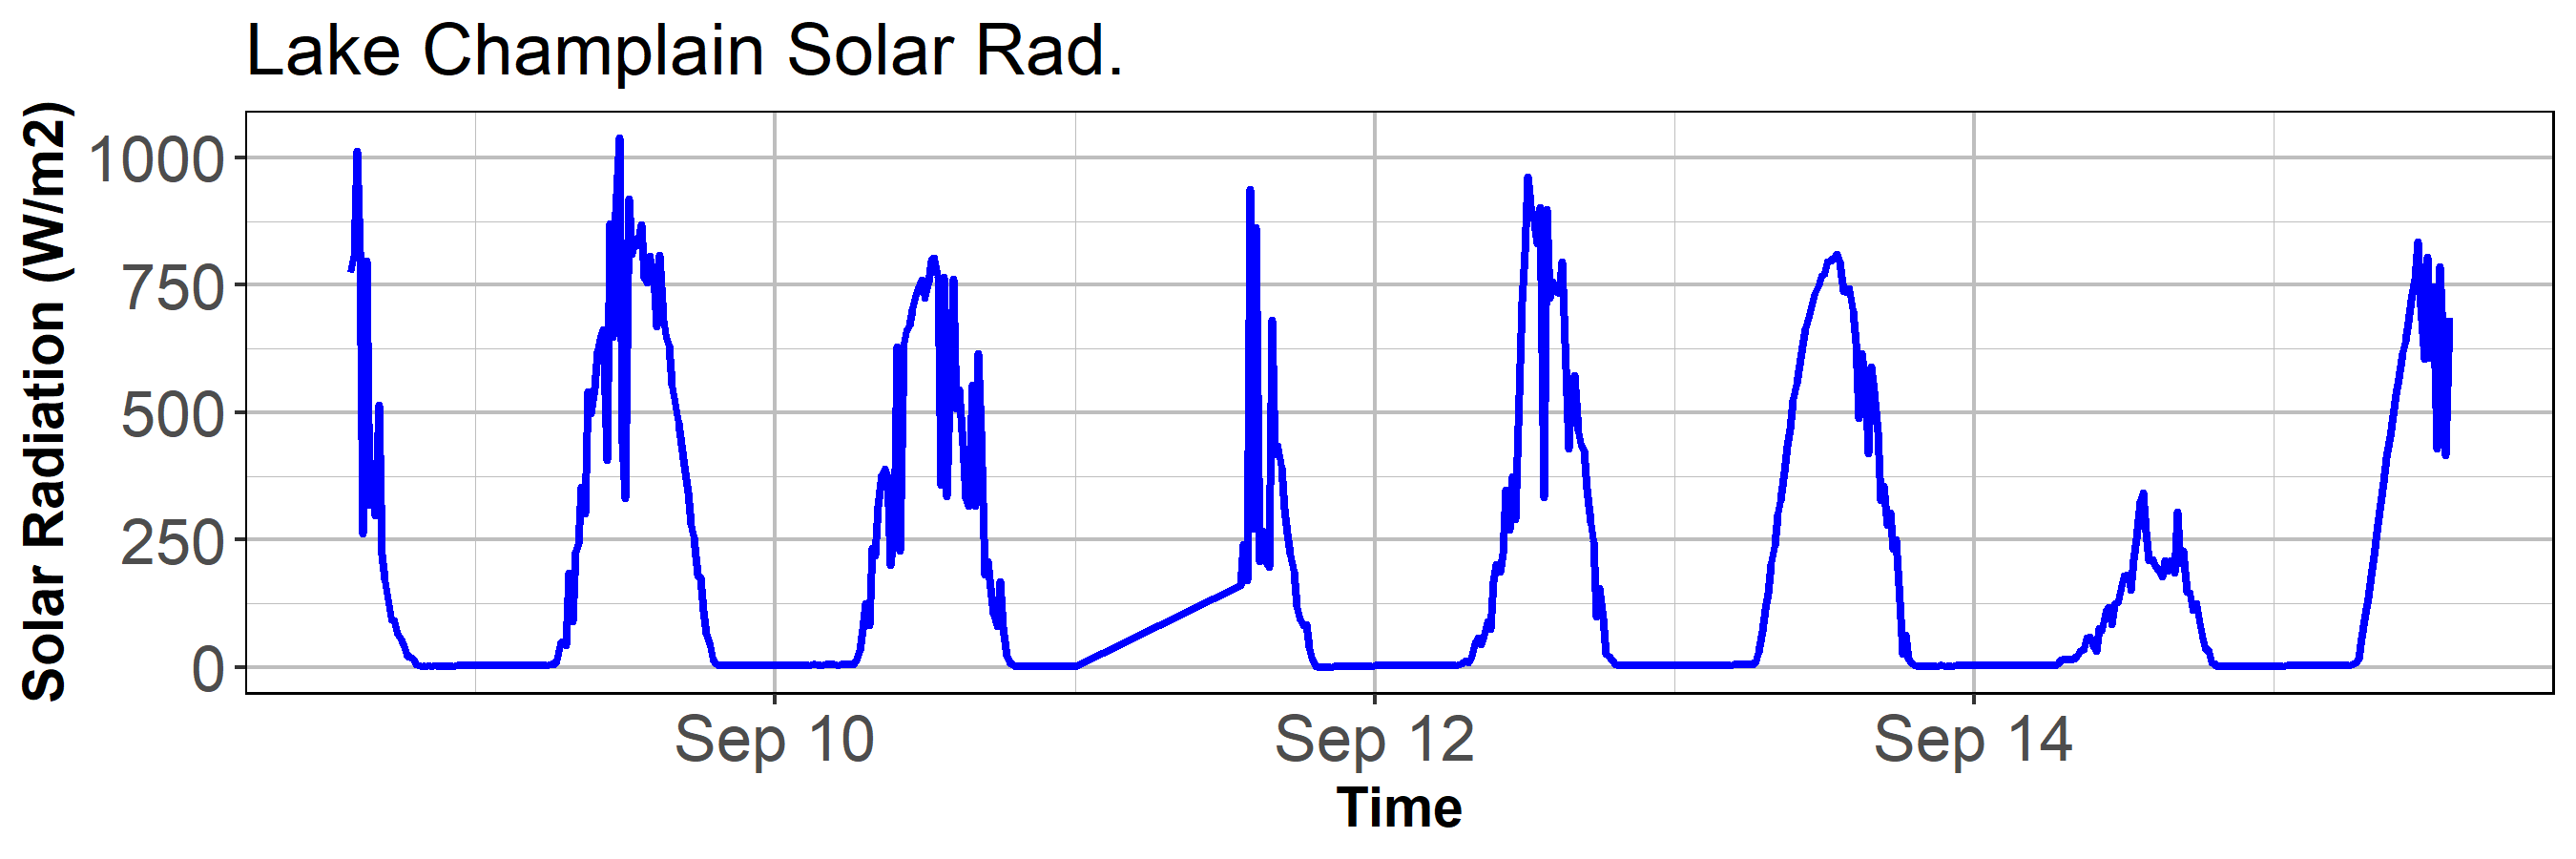 Lake Champlain Solar Rad.
Solar Radiation (W/m2)
1000
750
500
250
0
Sep 10
Sep 12
Sep 14
Time